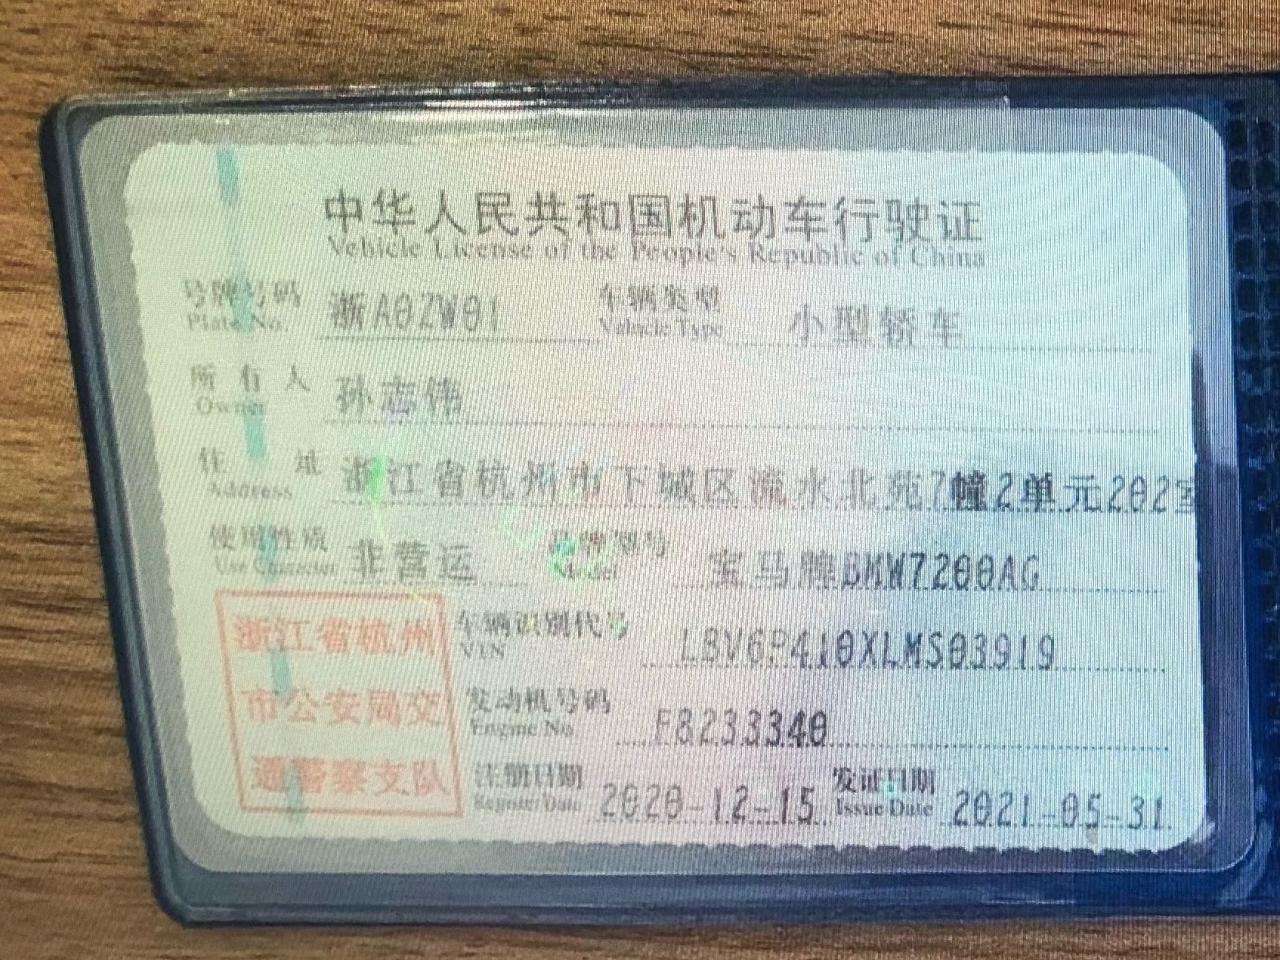 中华人民共和国机动车行驶证
Vehicle License of the People's Republic of China
号牌号码 浙A0ZW01 车辆类型 小型轿车
Plate No. Vehicle Type
所有人 孙志伟
Owner
住址 浙江省杭州市下城区流水北苑7幢2单元202室
Address
使用性质 非营运 品牌型号 宝马牌BMW7200AG
Use Character Model
浙江省杭州
市公安局交
通警察支队
车辆识别代号 LBV6P410XLMS03919
VIN
发动机号码 F8233340
Engine No.
注册日期 2020-12-15 发证日期 2021-05-31
Register Date Issue Date